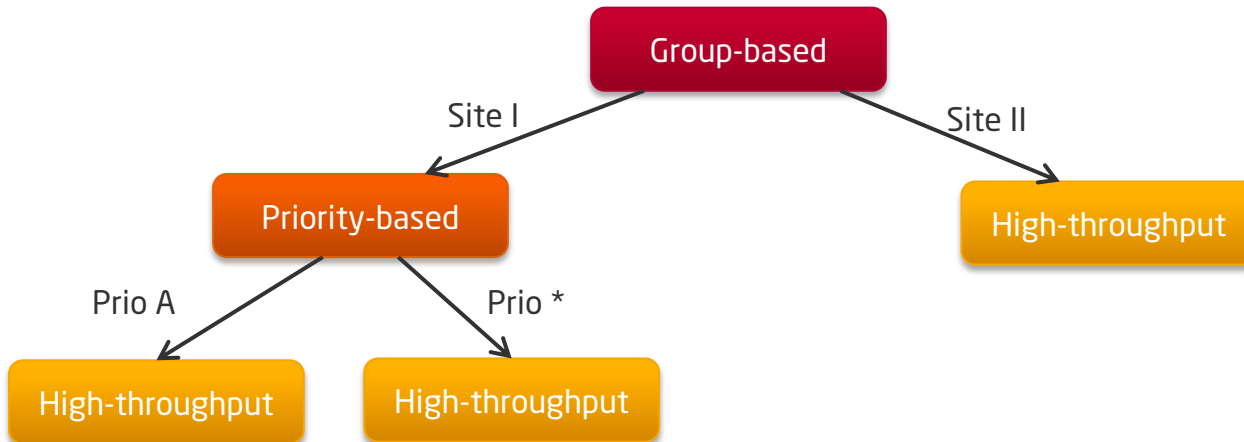 Group-based
Site I
Site II
Priority-based
High-throughput
Prio A
Prio *
High-throughput
High-throughput